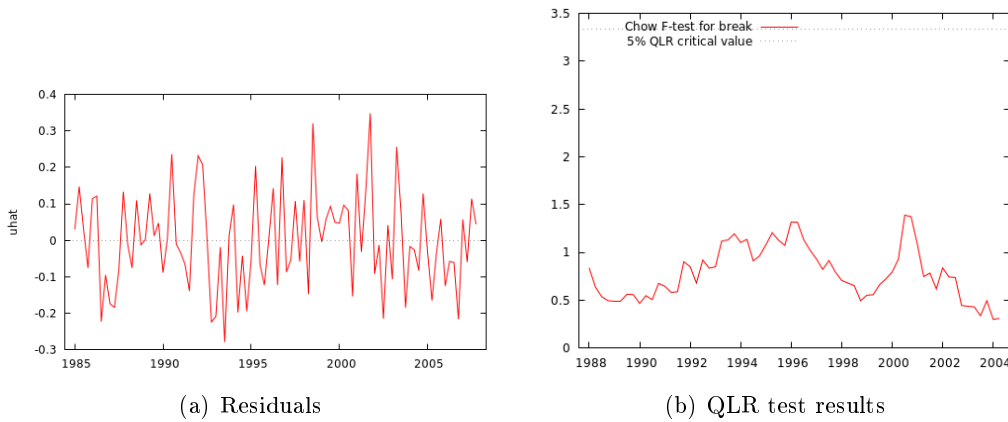 uhat
0.4
0.3
0.2
0.1
0
-0.1
-0.2
-0.3
1985 1990 1995 2000 2005
(a) Residuals
3.5
3
2.5
2
1.5
1
0.5
0
Chow F-test for break
5% QLR critical value
1988 1990 1992 1994 1996 1998 2000 2002 2004
(b) QLR test results